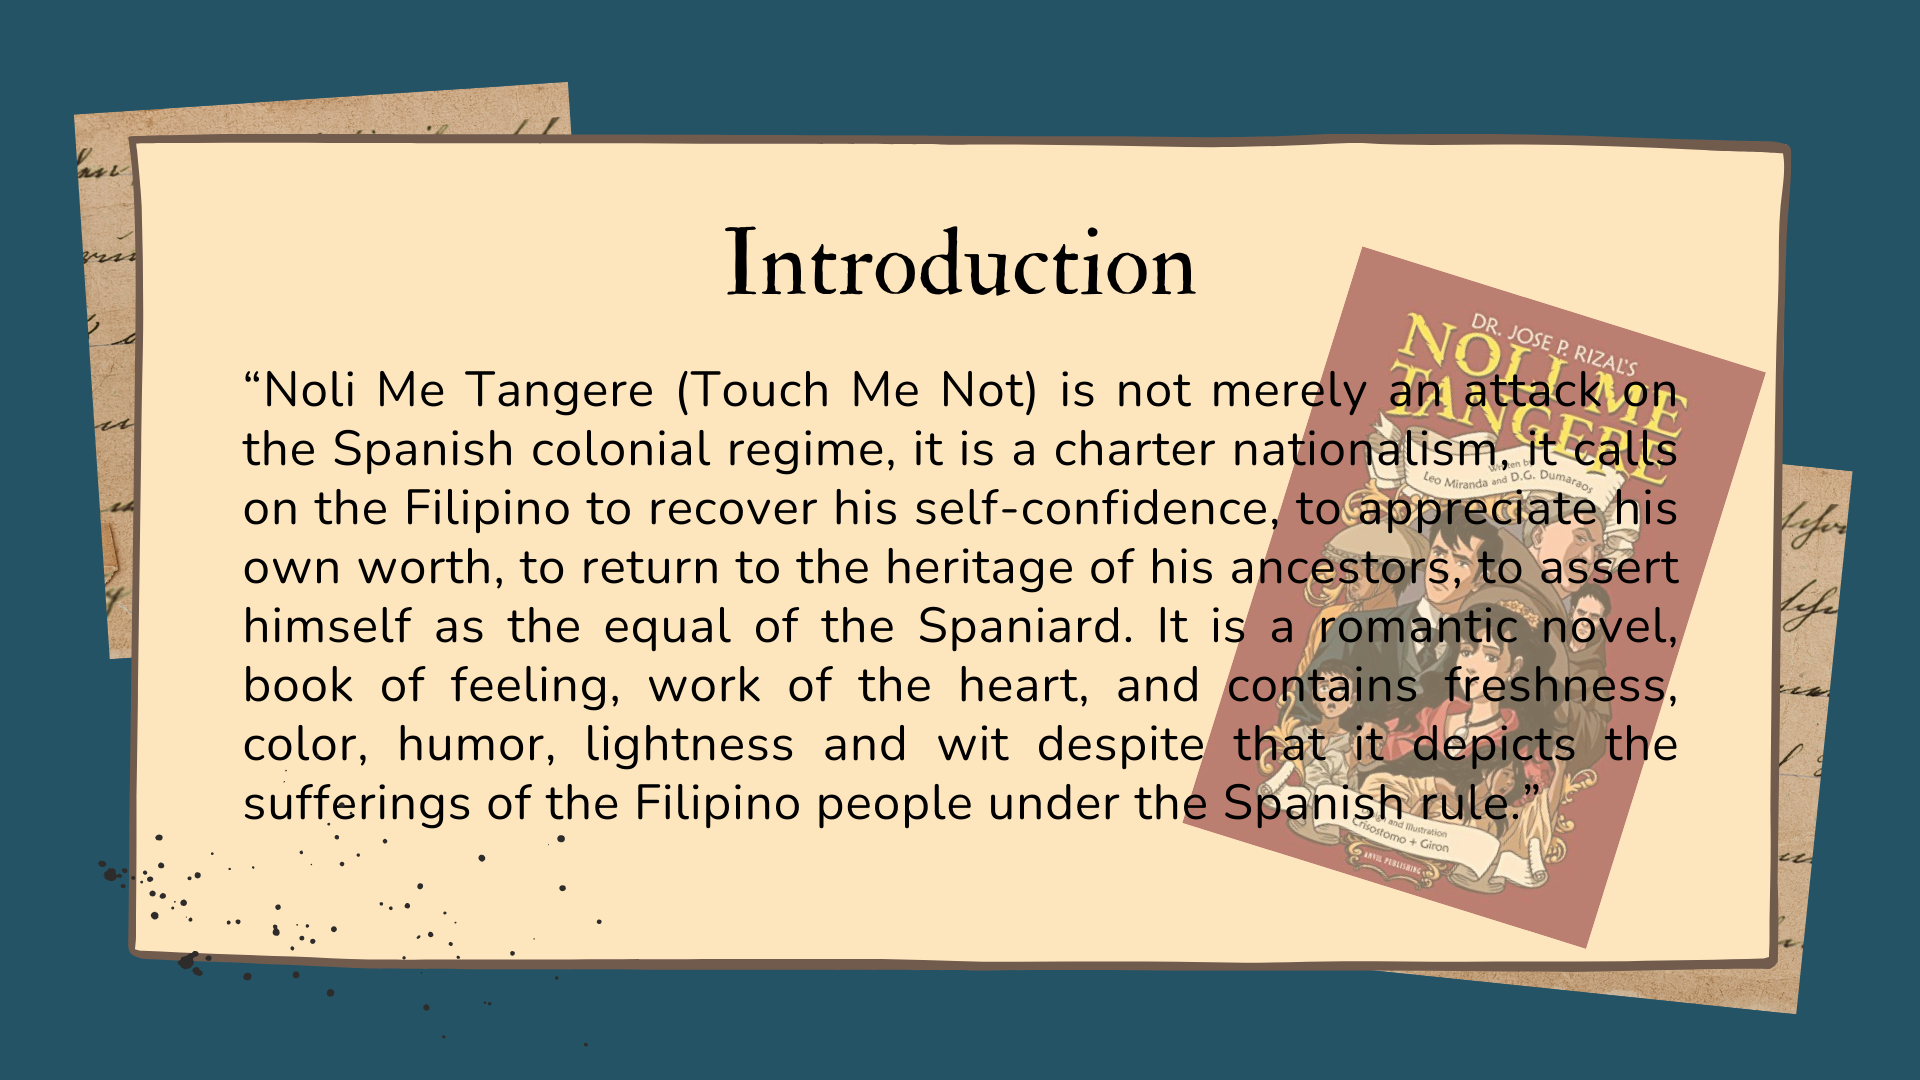 Introduction
“Noli Me Tangere (Touch Me Not) is not merely an attack on
the Spanish colonial regime, it is a charter nationalism, it calls
on the Filipino to recover his self-confidence, to appreciate his
own worth, to return to the heritage of his ancestors, to assert
himself as the equal of the Spaniard. It is a romantic novel,
book of feeling, work of the heart, and contains freshness,
color, humor, lightness and wit despite that it depicts the
sufferings of the Filipino people under the Spanish rule.”
DR. JOSE P. RIZAL'S
NOLI ME
TANGERE
Written by
Leo Miranda and D.G. Dumaraos
and Illustration
Crisostomo + Giron
ANVIL PUBLISHING